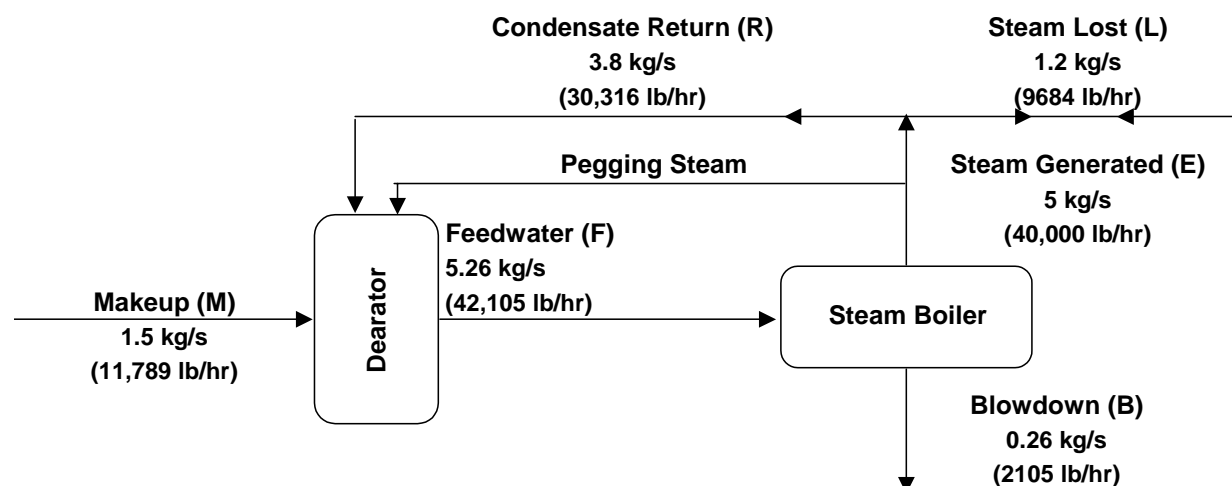 Condensate Return (R)
3.8 kg/s
(30,316 lb/hr)
Steam Lost (L)
1.2 kg/s
(9684 lb/hr)
Pegging Steam
Steam Generated (E)
5 kg/s
(40,000 lb/hr)
Feedwater (F)
5.26 kg/s
(42,105 lb/hr)
Makeup (M)
1.5 kg/s
(11,789 lb/hr)
Dearator
Steam Boiler
Blowdown (B)
0.26 kg/s
(2105 lb/hr)